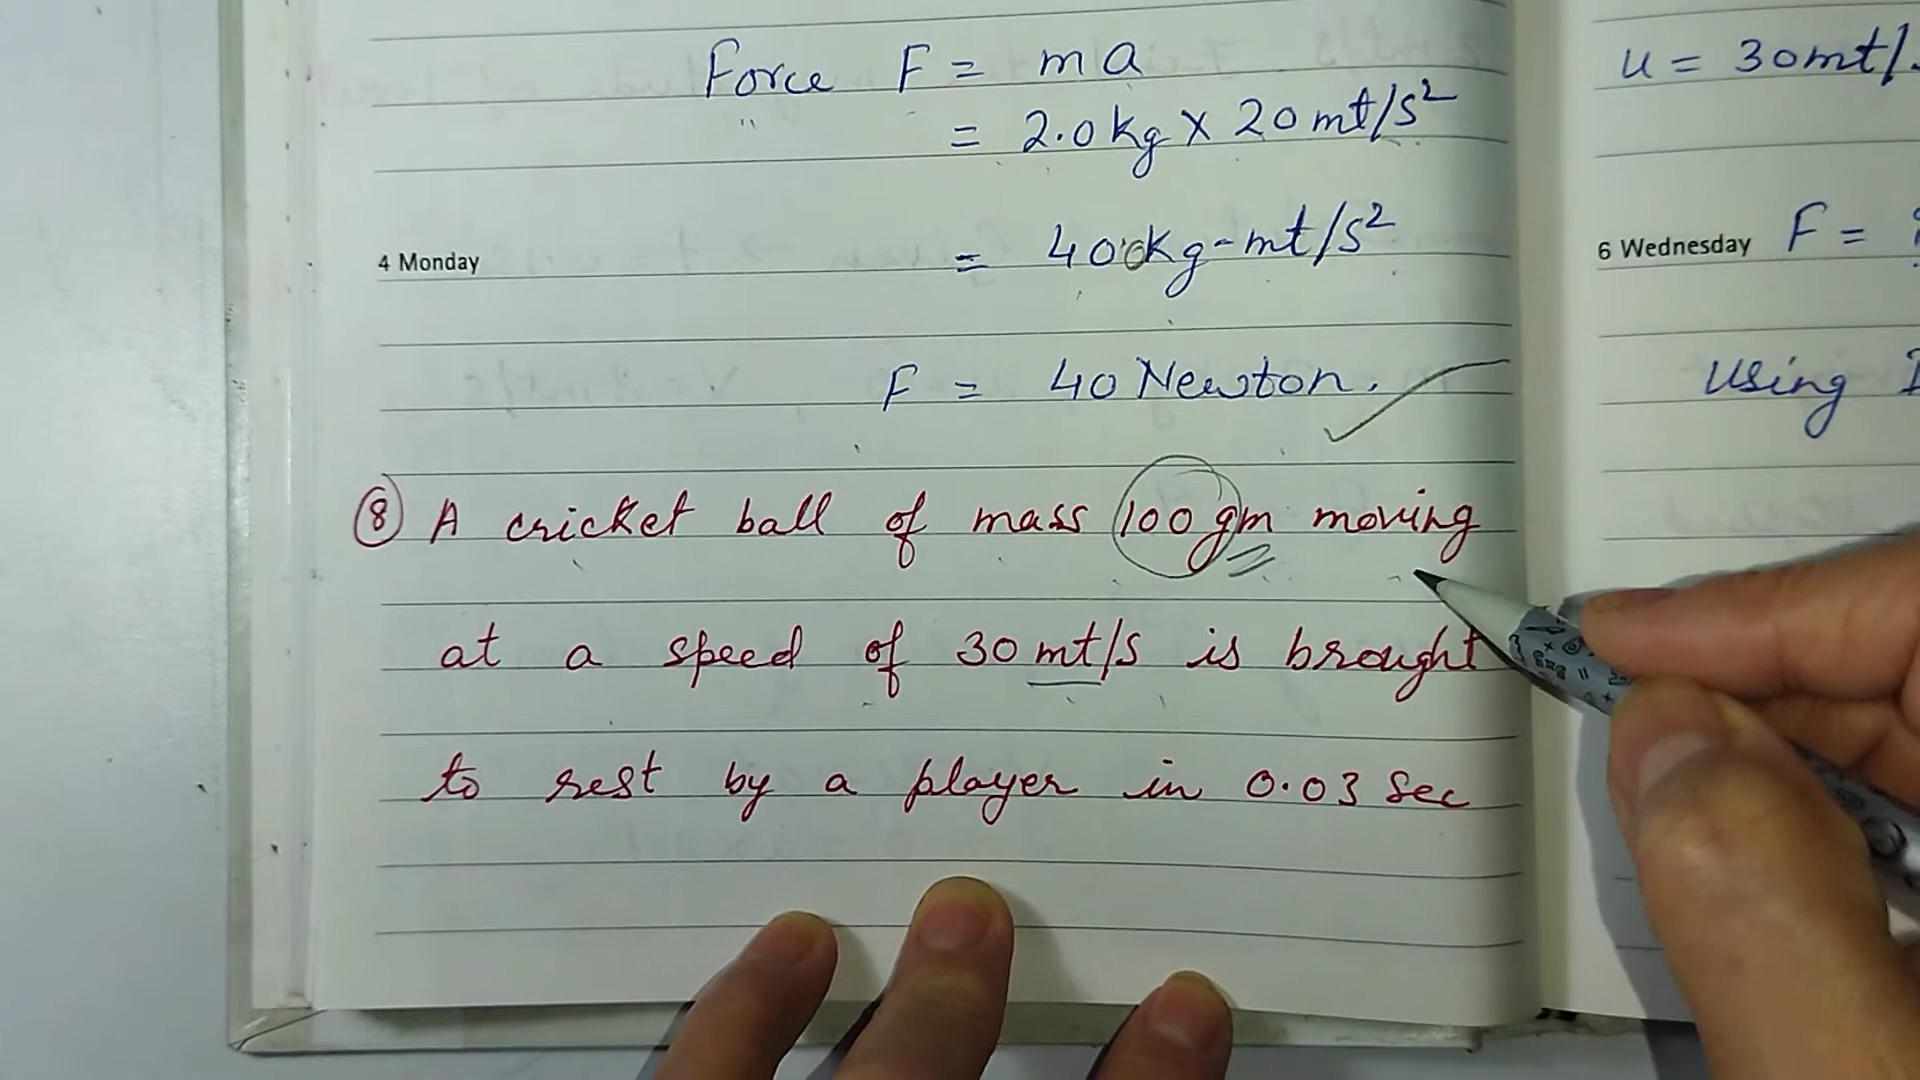 Force F = ma
= 2.0 kg × 20 mt/s²
4 Monday
= 40.0kg-mt/s²
F = 40 Newton.
⑧ A cricket ball of mass 100 gm moving
at a speed of 30 mt/s is brought
to rest by a player in 0.03 Sec
u = 30mt/
6 Wednesday F =
Using